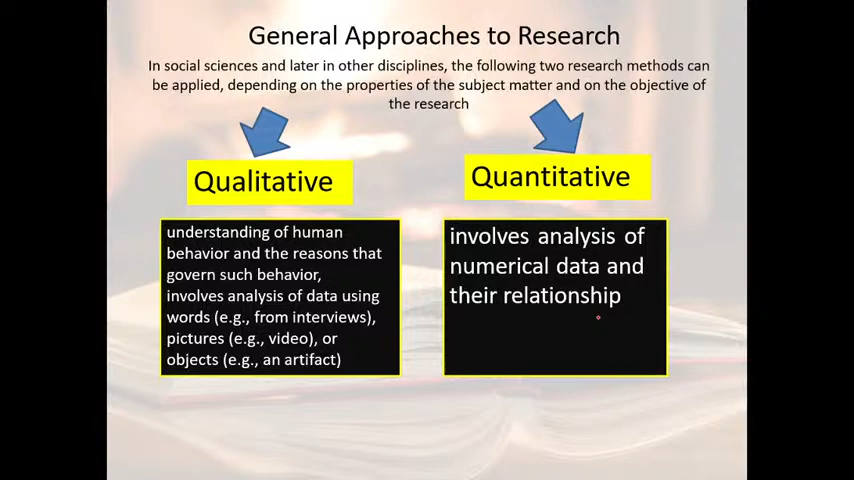 General Approaches to Research
In social sciences and later in other disciplines, the following two research methods can
be applied, depending on the properties of the subject matter and on the objective of
the research
Qualitative
Quantitative
understanding of human
behavior and the reasons that
govern such behavior,
involves analysis of data using
words (e.g., from interviews),
pictures (e.g., video), or
objects (e.g., an artifact)
involves analysis of
numerical data and
their relationship